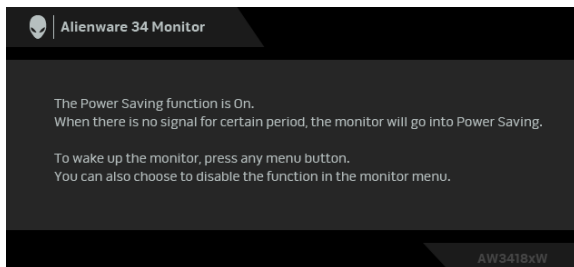 Alienware 34 Monitor
The Power Saving function is On.
When there is no signal for certain period, the monitor will go into Power Saving.
To wake up the monitor, press any menu button.
You can also choose to disable the function in the monitor menu.
AW3418xW